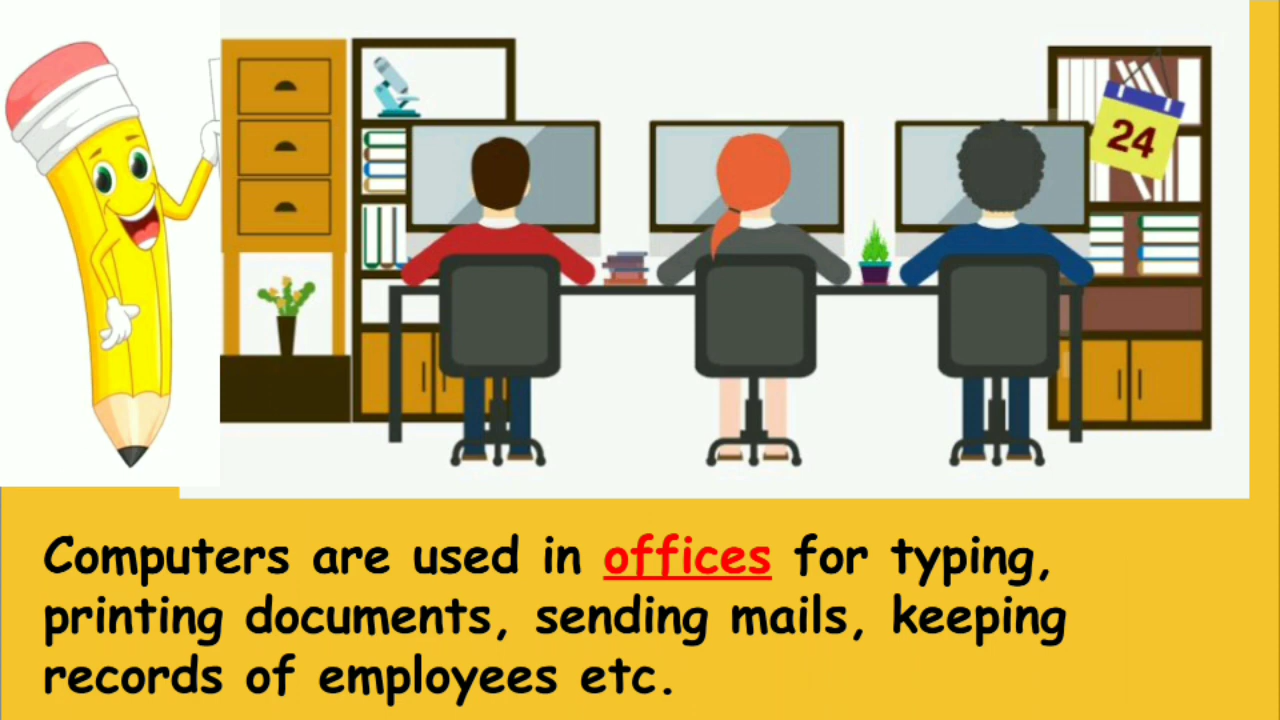 24
Computers are used in offices for typing,
printing documents, sending mails, keeping
records of employees etc.